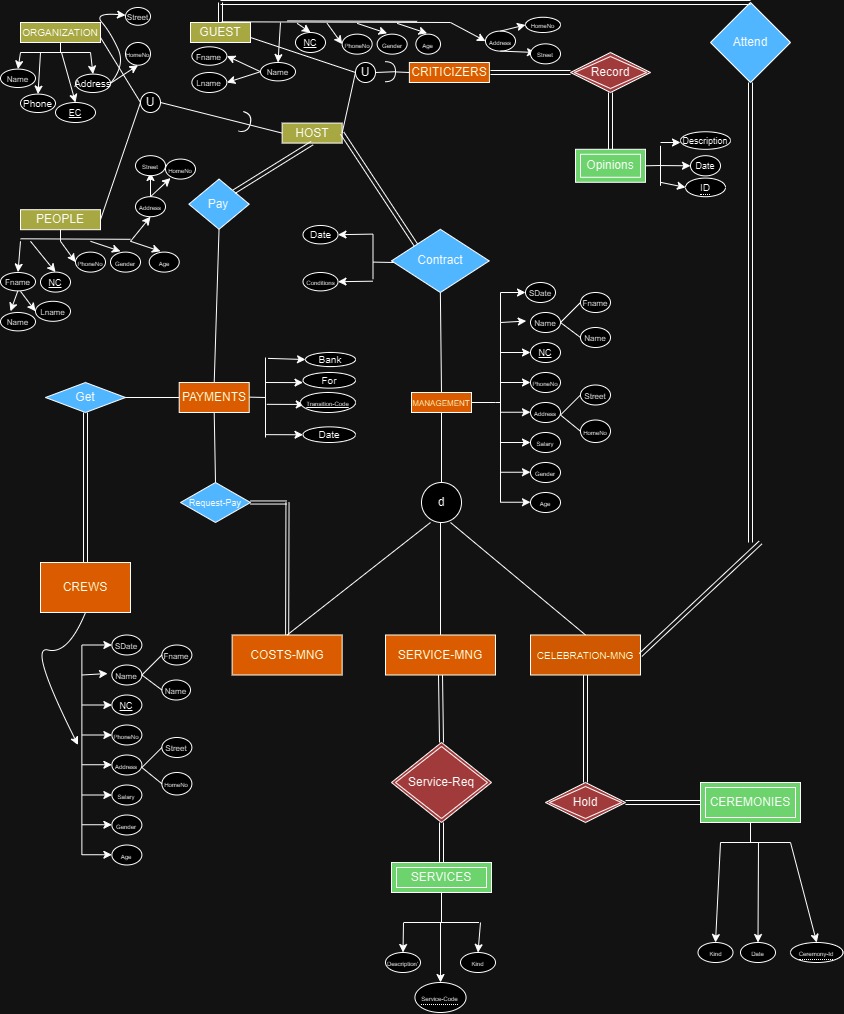 Street
ORGANIZATION
GUEST
HomeNo
Attend
NC
PhoneNo
Gender
Age
Address
Street
HomeNo
Fname
Name
Phone
EC
Address
Lname
Name
U
CRITICIZERS
Record
U
HOST
Opinions
Description
Date
ID
Street
HomeNo
Pay
Address
PEOPLE
Date
Contract
Conditions
PhoneNo
Gender
Age
Fname
NC
Lname
Name
SDate
Fname
Name
Name
NC
PhoneNo
Bank
For
Transition-Code
Date
Get
PAYMENTS
MANAGEMENT
Street
Address
HomeNo
Salary
Gender
Age
Request-Pay
d
CREWS
COSTS-MNG
SERVICE-MNG
CELEBRATION-MNG
SDate
Fname
Name
Name
NC
PhoneNo
Street
Address
HomeNo
Salary
Gender
Age
Service-Req
Hold
CEREMONIES
SERVICES
Kind
Date
Ceremony-Id
Description'
Kind
Service-Code